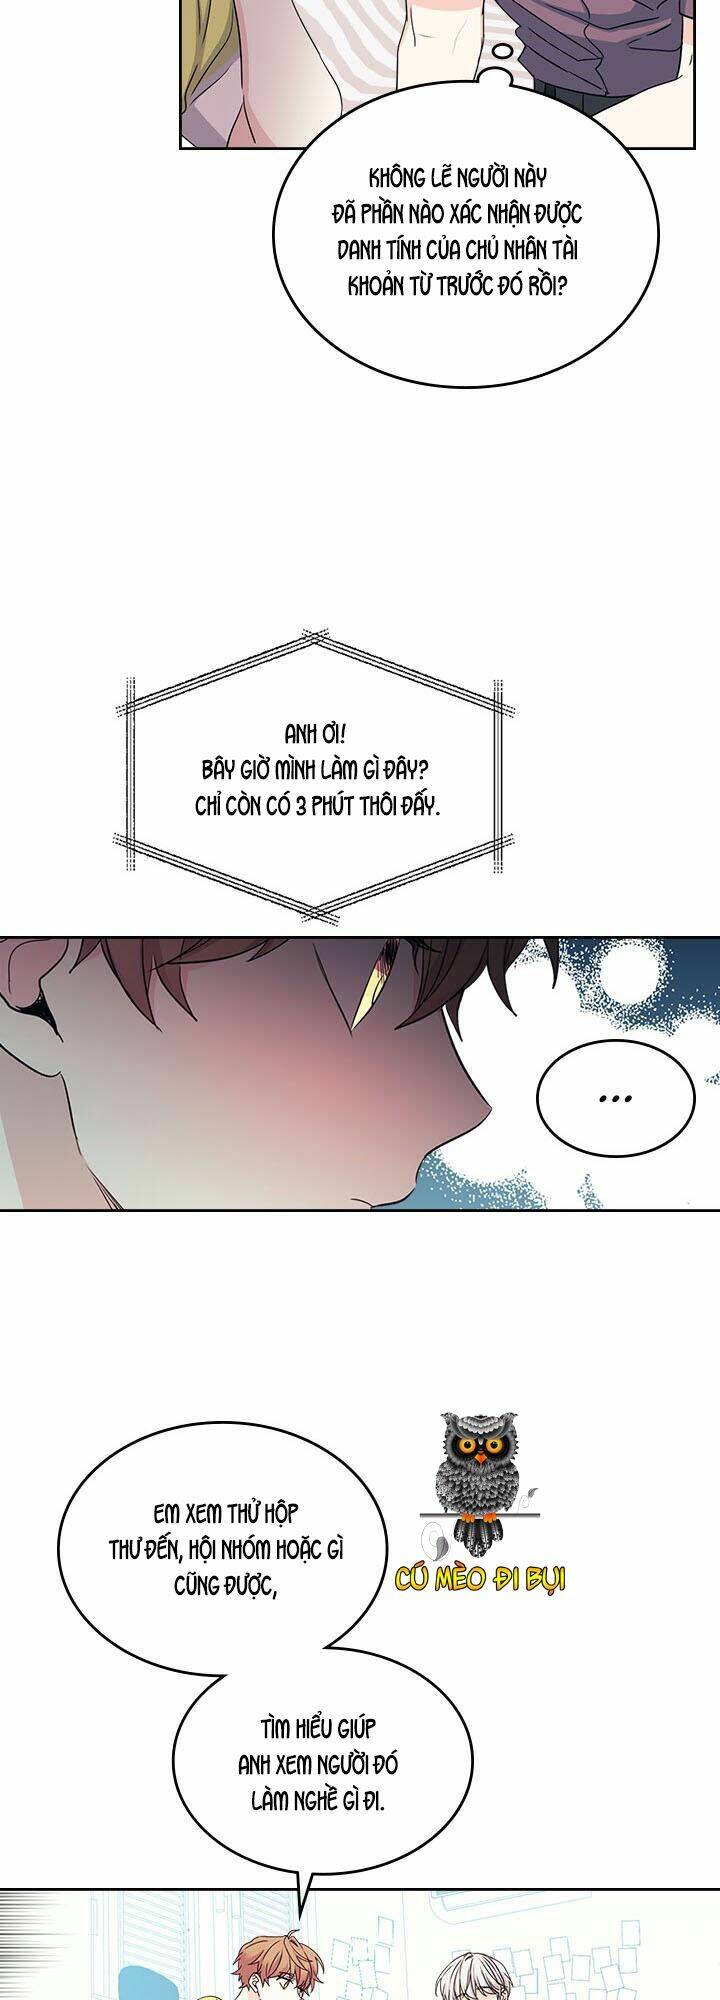 KHÔNG LẼ NGƯỜI NÀY
ĐÃ PHẦN NÀO XÁC NHẬN ĐƯỢC
DANH TÍNH CỦA CHỦ NHÂN TÀI
KHOẢN TỪ TRƯỚC ĐÓ RỒI?
ANH ƠI!
BÂY GIỜ MÌNH LÀM GÌ ĐÂY?
CHỈ CÒN CÓ 3 PHÚT THÔI ĐẤY.
...
EM XEM THỬ HỘP
THƯ ĐẾN, HỘI NHÓM HOẶC GÌ
CŨNG ĐƯỢC,
CÚ MÈO ĐI BỤI
TÌM HIỂU GIÚP
ANH XEM NGƯỜI ĐÓ
LÀM NGHỀ GÌ ĐI.